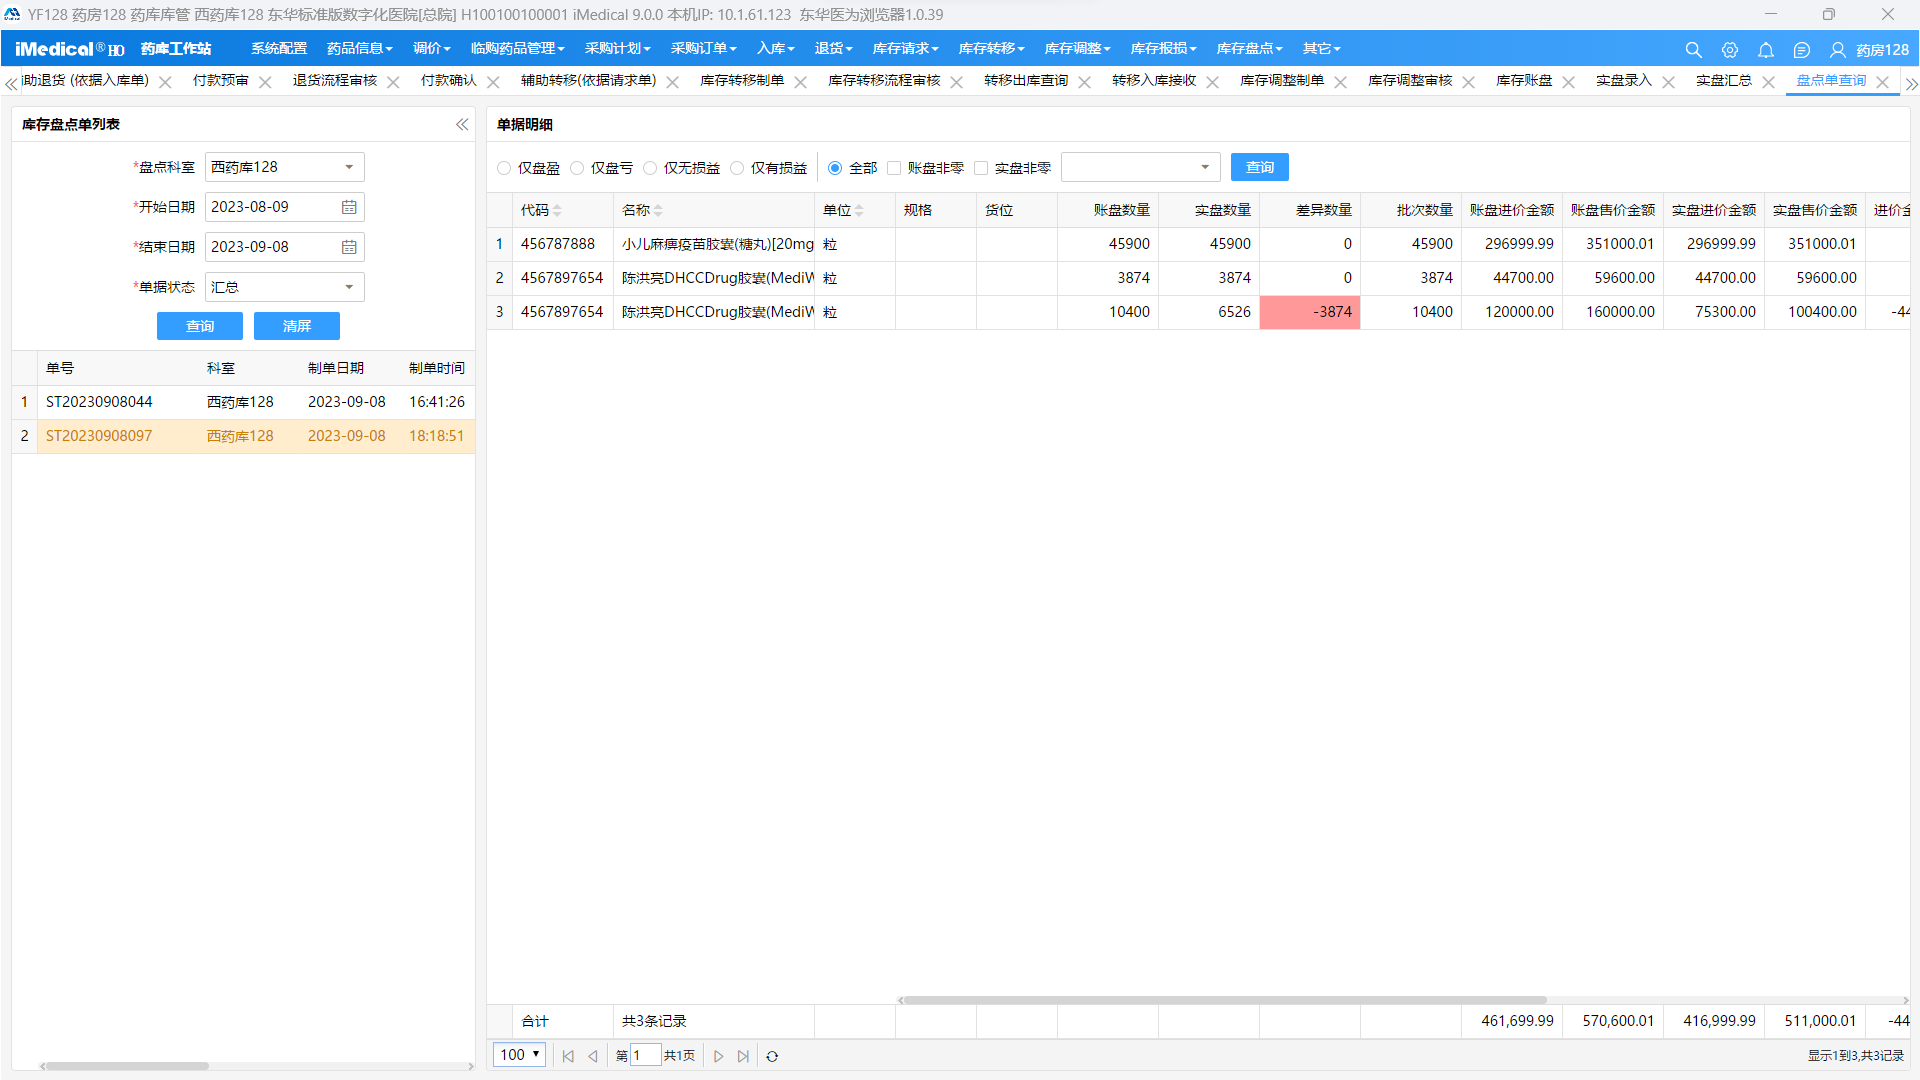 YF128 药房128 药库库管 西药库128 东华标准版数字化医院[总院] H100100100001 iMedical 9.0.0 本机IP: 10.1.61.123 东华医为浏览器1.0.39
iMedical® HO 药库工作站 系统配置 药品信息 调价 临购药品管理 采购计划 采购订单 入库 退货 库存请求 库存转移 库存调整 库存报损 库存盘点 其它 药房128
助退货 (依据入库单) 付款预审 退货流程审核 付款确认 辅助转移(依据请求单) 库存转移制单 库存转移流程审核 转移出库查询 转移入库接收 库存调整制单 库存调整审核 库存账盘 实盘录入 实盘汇总 盘点单查询
库存盘点单列表
*盘点科室 西药库128
*开始日期 2023-08-09
*结束日期 2023-09-08
*单据状态 汇总
查询 清屏
单号 科室 制单日期 制单时间
1 ST20230908044 西药库128 2023-09-08 16:41:26
2 ST20230908097 西药库128 2023-09-08 18:18:51
单据明细
仅盘盈 仅盘亏 仅无损益 仅有损益 全部 账盘非零 实盘非零 查询
代码 名称 单位 规格 货位 账盘数量 实盘数量 差异数量 批次数量 账盘进价金额 账盘售价金额 实盘进价金额 实盘售价金额 进价金
1 456787888 小儿麻痹疫苗胶囊(糖丸)[20mg 粒 45900 45900 0 45900 296999.99 351000.01 296999.99 351000.01
2 4567897654 陈洪亮DHCCDrug胶囊(MediW 粒 3874 3874 0 3874 44700.00 59600.00 44700.00 59600.00
3 4567897654 陈洪亮DHCCDrug胶囊(MediW 粒 10400 6526 -3874 10400 120000.00 160000.00 75300.00 100400.00 -44
合计 共3条记录 461,699.99 570,600.01 416,999.99 511,000.01 -44
100 第 1 共1页 显示1到3,共3记录